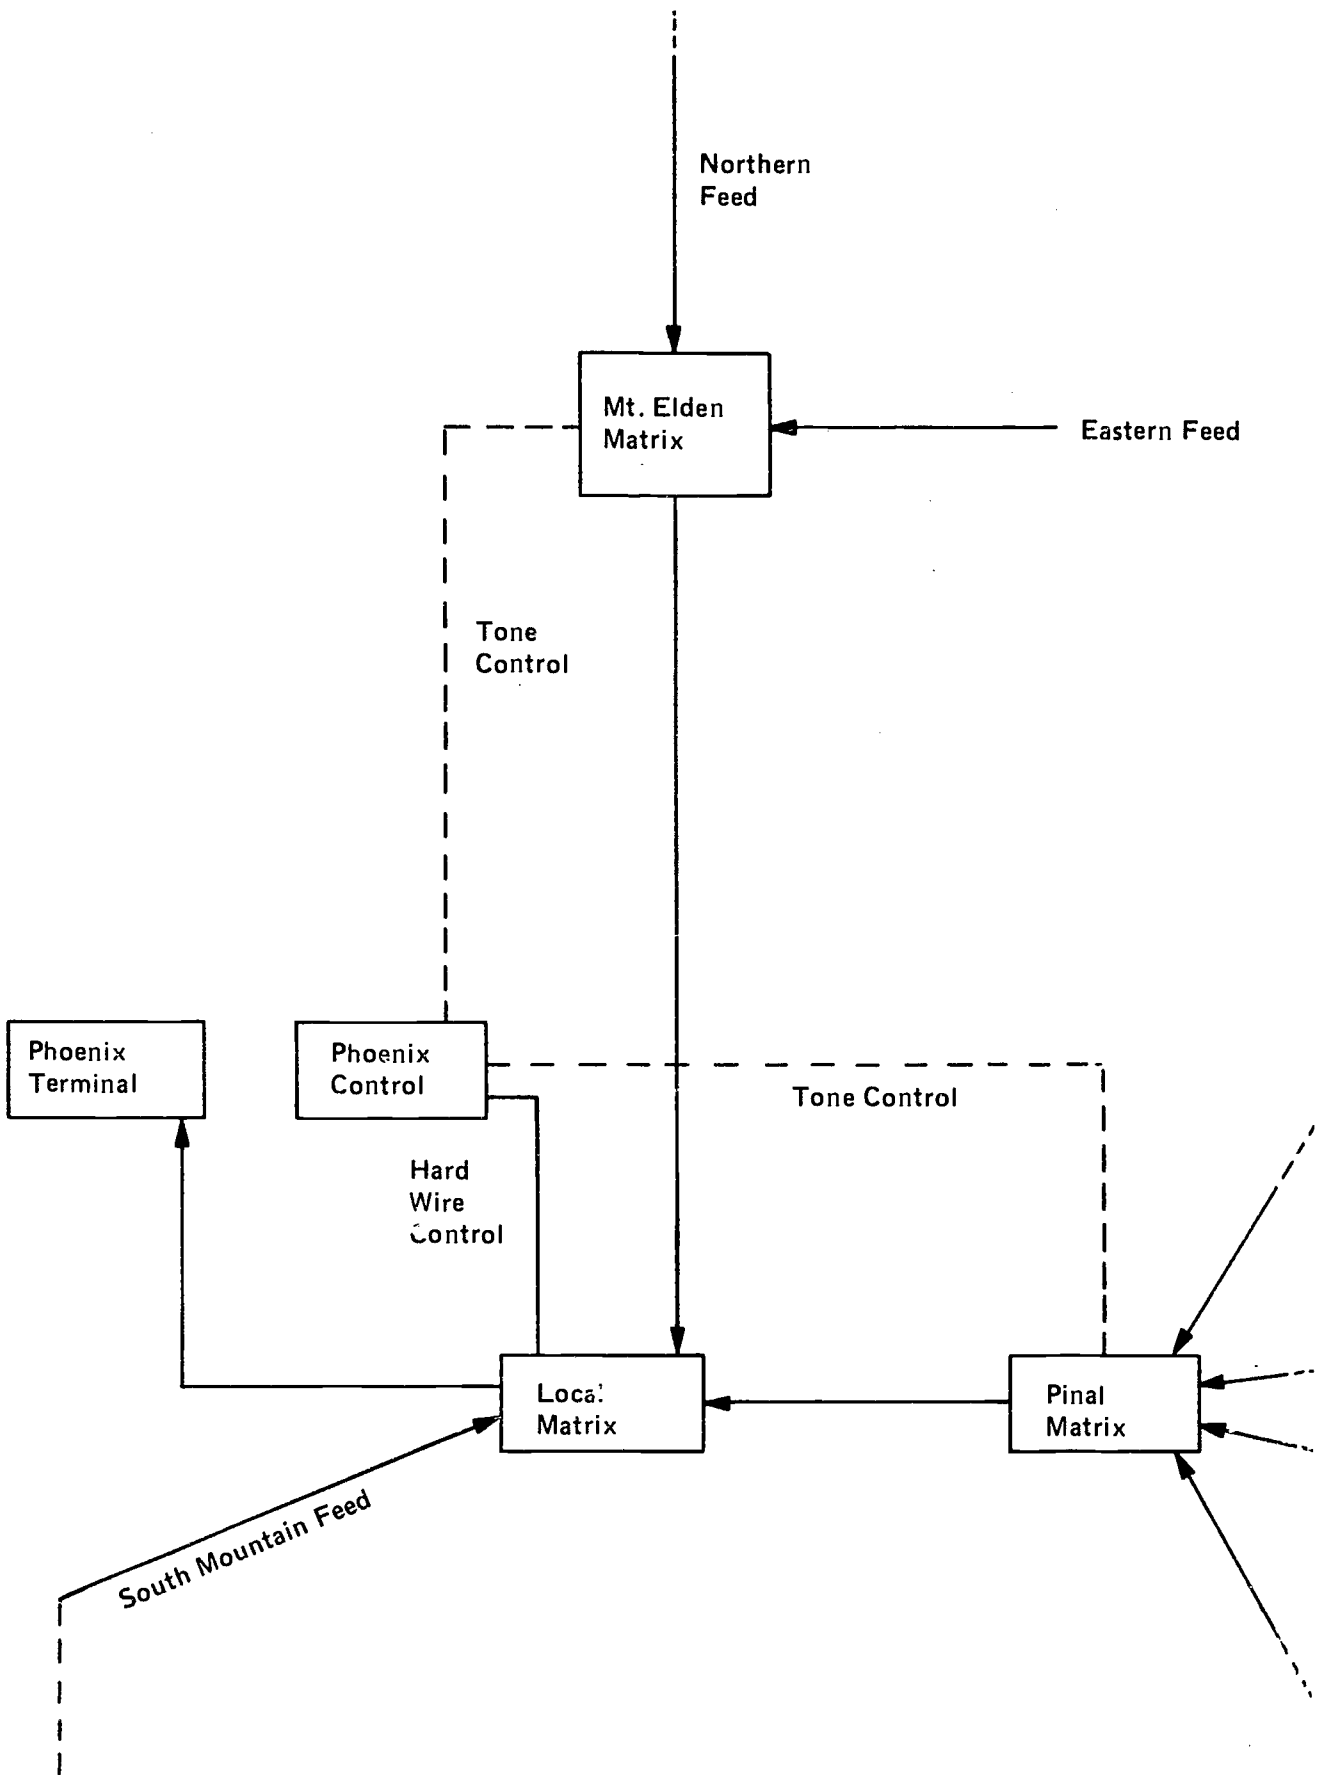 Northern
Feed
Mt. Elden
Matrix
Eastern Feed
Tone
Control
Phoenix
Terminal
Phoenix
Control
Tone Control
Hard
Wire
Control
Local
Matrix
Pinal
Matrix
South Mountain Feed